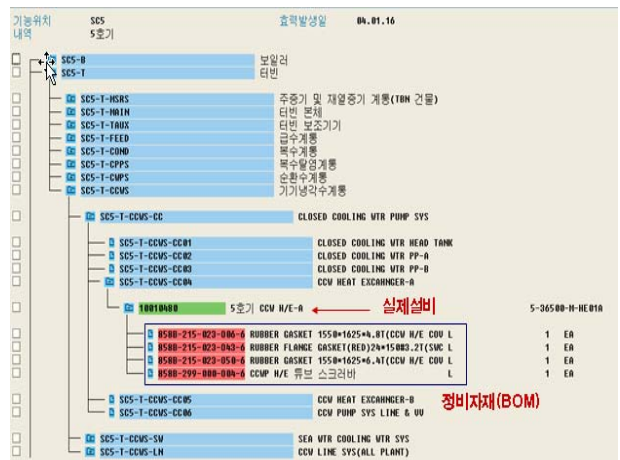 기능위치 SC5 효력발생일 04.01.16
내역 5호기
SC5-B 보일러
SC5-T 터빈
SC5-T-MSRS 주증기 및 재열증기 계통(TBN 건물)
SC5-T-MAIN 터빈 본체
SC5-T-TAUX 터빈 보조기기
SC5-T-FEED 급수계통
SC5-T-COND 복수계통
SC5-T-CPPS 복수탈염계통
SC5-T-CWPS 순환수계통
SC5-T-CCWS 기기냉각수계통
SC5-T-CCWS-CC CLOSED COOLING WTR PUMP SYS
SC5-T-CCWS-CC01 CLOSED COOLING WTR HEAD TANK
SC5-T-CCWS-CC02 CLOSED COOLING WTR PP-A
SC5-T-CCWS-CC03 CLOSED COOLING WTR PP-B
SC5-T-CCWS-CC04 CCW HEAT EXCAHNGER-A
10010480 5호기 CCW H/E-A 실제설비 5-36500-M-HE01A
8588-215-023-006-6 RUBBER GASKET 1550*1625*4.8T(CCW H/E COV L 1 EA
8588-215-023-043-6 RUBBER FLANGE GASKET(RED)24*150#3.2T(SWC L 1 EA
8588-215-023-050-6 RUBBER GASKET 1550*1625*6.4T(CCW H/E COV L 1 EA
8588-299-000-004-6 CCWP H/E 튜브 스크러바 L 1 EA
SC5-T-CCWS-CC05 CCW HEAT EXCAHNGER-B
정비자재(BOM)
SC5-T-CCWS-CC06 CCW PUMP SYS LINE & VV
SC5-T-CCWS-SW SEA WTR COOLING WTR SYS
SC5-T-CCWS-LN CCW LINE SYS(ALL PLANT)